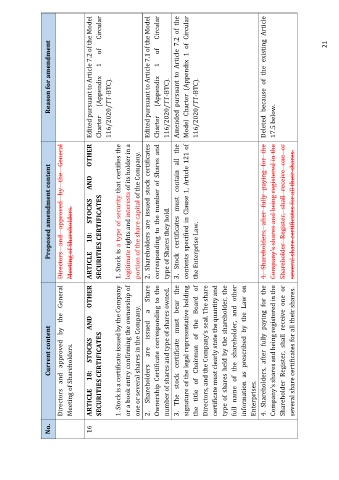 No.
Current content
Proposed amendment content
Reason for amendment
Directors and approved by the General
Meeting of Shareholders.
Directors and approved by the General
Meeting of Shareholders.
Edited pursuant to Article 7.2 of the Model
Charter (Appendix 1 of Circular
116/2020/TT-BTC).
16
ARTICLE 18: STOCKS AND OTHER
SECURITIES CERTIFICATES
1. Stock is a certificate issued by the Company
or a book entry confirming the ownership of
one or several shares in the Company.
2. Shareholders are issued a Share
Ownership Certificate corresponding to the
number of shares and type of shares owned.
3. The stock certificate must bear the
signature of the legal representative holding
the title of Chairman of the Board of
Directors, and the Company's seal. The share
certificate must clearly state the quantity and
type of shares held by the shareholder, the
full name of the shareholder, and other
information as prescribed by the Law on
Enterprises.
4. Shareholders, after fully paying for the
Company's shares and being registered in the
Shareholder Register, shall receive one or
several share certificates for all their shares.
ARTICLE 18: STOCKS AND OTHER
SECURITIES CERTIFICATES
1. Stock is a type of security that certifies the
legitimate rights and interests of its holder in a
portion of the share capital of the Company.
2. Shareholders are issued stock certificates
corresponding to the number of Shares and
type of Shares they hold.
3. Stock certificates must contain all the
contents specified in Clause 1, Article 121 of
the Enterprise Law.
4. Shareholders, after fully paying for the
Company's shares and being registered in the
Shareholder Register, shall receive one or
several share certificates for all their shares.
Edited pursuant to Article 7.1 of the Model
Charter (Appendix 1 of Circular
116/2020/TT-BTC).
Amended pursuant to Article 7.2 of the
Model Charter (Appendix 1 of Circular
116/2020/TT-BTC).
Deleted because of the existing Article
17.5 below.
21